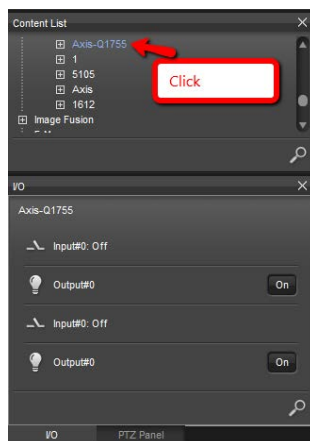 Content List
Axis-Q1755
1
5105
Axis
1612
Image Fusion
Click
I/O
Axis-Q1755
Input#0: Off
Output#0 On
Input#0: Off
Output#0 On
I/O PTZ Panel